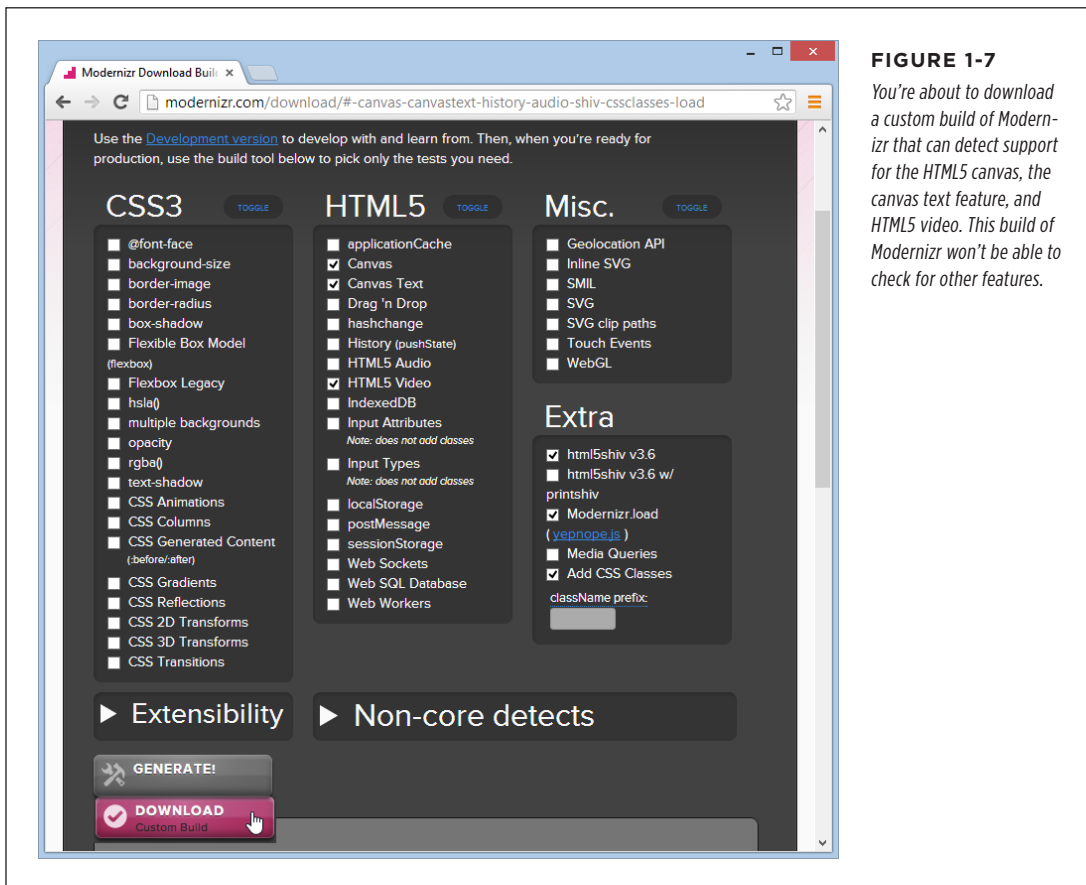 Modernizr Download Buil
modernizr.com/download/#-canvas-canvastext-history-audio-shiv-cssclasses-load
Use the Development version to develop with and learn from. Then, when you're ready for
production, use the build tool below to pick only the tests you need.
CSS3 TOGGLE
@font-face
background-size
border-image
border-radius
box-shadow
Flexible Box Model
(flexbox)
Flexbox Legacy
hsla()
multiple backgrounds
opacity
rgba()
text-shadow
CSS Animations
CSS Columns
CSS Generated Content
(:before/:after)
CSS Gradients
CSS Reflections
CSS 2D Transforms
CSS 3D Transforms
CSS Transitions
HTML5 TOGGLE
applicationCache
Canvas
Canvas Text
Drag 'n Drop
hashchange
History (pushState)
HTML5 Audio
HTML5 Video
IndexedDB
Input Attributes
Note: does not add classes
Input Types
Note: does not add classes
localStorage
postMessage
sessionStorage
Web Sockets
Web SQL Database
Web Workers
Misc. TOGGLE
Geolocation API
Inline SVG
SMIL
SVG
SVG clip paths
Touch Events
WebGL
Extra
html5shiv v3.6
html5shiv v3.6 w/
printshiv
Modernizr.load
( yepnope.js )
Media Queries
Add CSS Classes
className prefix:
Extensibility
Non-core detects
GENERATE!
DOWNLOAD
Custom Build
FIGURE 1-7
You're about to download
a custom build of Modern-
izr that can detect support
for the HTML5 canvas, the
canvas text feature, and
HTML5 video. This build of
Modernizr won't be able to
check for other features.